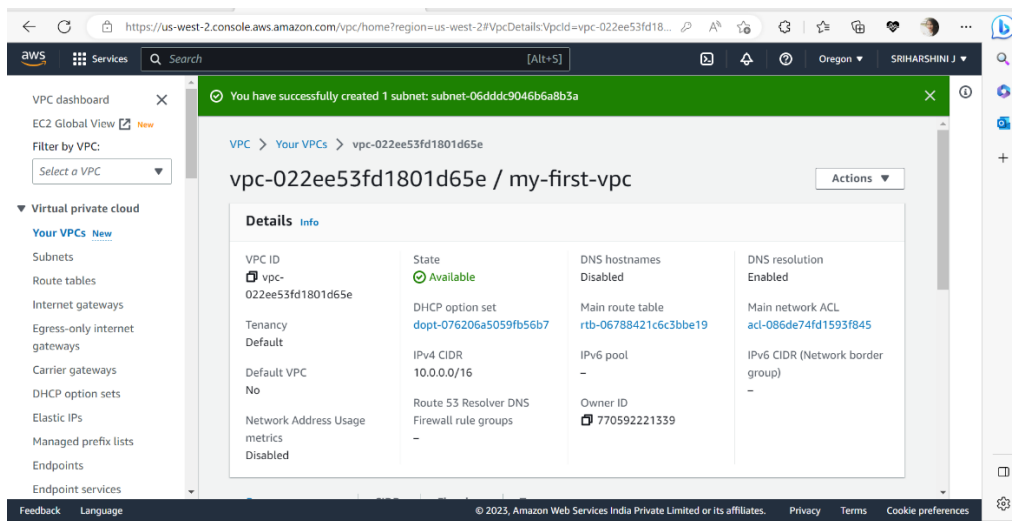 https://us-west-2.console.aws.amazon.com/vpc/home?region=us-west-2#VpcDetails:VpcId=vpc-022ee53fd18...
aws
Services
Search
[Alt+S]
Oregon
SRIHARSHINI J
VPC dashboard
EC2 Global View New
Filter by VPC:
Select a VPC
Virtual private cloud
Your VPCs New
Subnets
Route tables
Internet gateways
Egress-only internet
gateways
Carrier gateways
DHCP option sets
Elastic IPs
Managed prefix lists
Endpoints
Endpoint services
You have successfully created 1 subnet: subnet-06dddc9046b6a8b3a
VPC > Your VPCs > vpc-022ee53fd1801d65e
vpc-022ee53fd1801d65e / my-first-vpc
Actions
Details Info
VPC ID
vpc-
022ee53fd1801d65e
State
Available
DNS hostnames
Disabled
DNS resolution
Enabled
Tenancy
Default
DHCP option set
dopt-076206a5059fb56b7
Main route table
rtb-06788421c6c3bbe19
Main network ACL
acl-086de74fd1593f845
Default VPC
No
IPv4 CIDR
10.0.0.0/16
IPv6 pool
–
IPv6 CIDR (Network border
group)
–
Network Address Usage
metrics
Disabled
Route 53 Resolver DNS
Firewall rule groups
–
Owner ID
770592221339
Feedback
Language
© 2023, Amazon Web Services India Private Limited or its affiliates.
Privacy
Terms
Cookie preferences